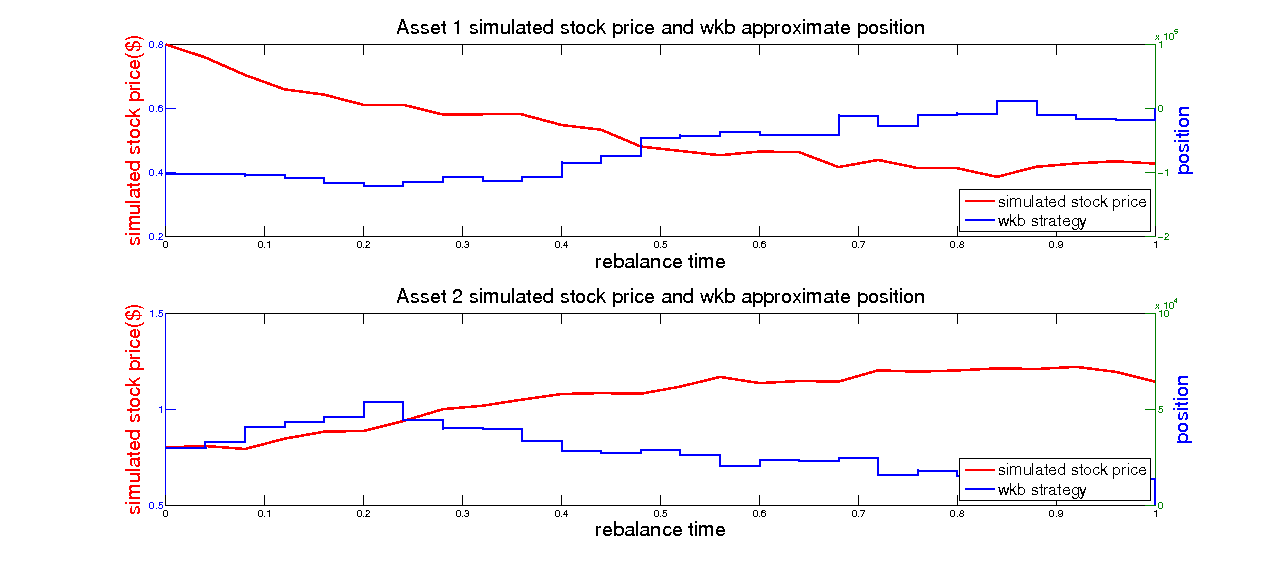 Asset 1 simulated stock price and wkb approximate position
x 10^5
simulated stock price($)
0.8
0.6
0.4
0.2
1
0
-1
-2
position
simulated stock price
wkb strategy
0 0.1 0.2 0.3 0.4 0.5 0.6 0.7 0.8 0.9 1
rebalance time
Asset 2 simulated stock price and wkb approximate position
x 10^4
simulated stock price($)
1.5
1
0.5
10
5
0
position
simulated stock price
wkb strategy
0 0.1 0.2 0.3 0.4 0.5 0.6 0.7 0.8 0.9 1
rebalance time